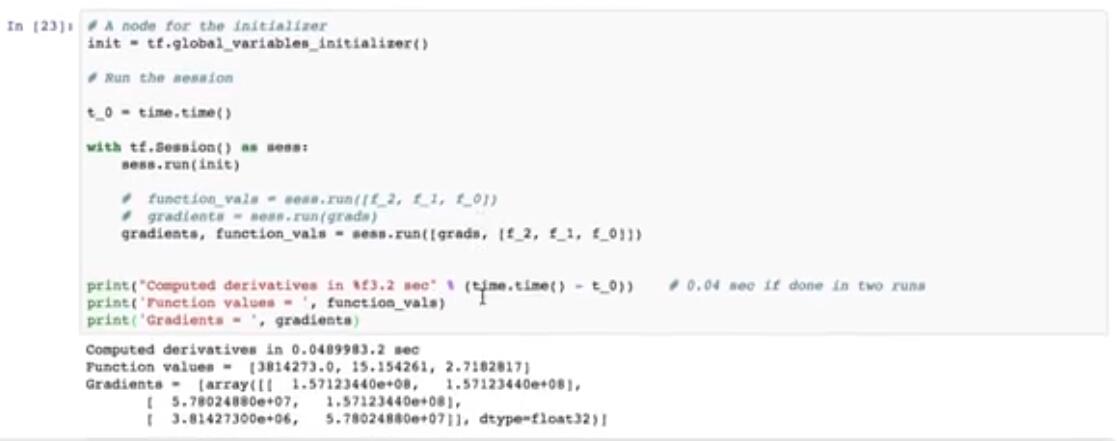 In [23]: # A node for the initializer
init = tf.global_variables_initializer()
# Run the session
t_0 = time.time()
with tf.Session() as sess:
sess.run(init)
# function_vals = sess.run([f_2, f_1, f_0])
# gradients = sess.run(grads)
gradients, function_vals = sess.run([grads, [f_2, f_1, f_0]])
print("Computed derivatives in %f3.2 sec" % (time.time() - t_0)) # 0.04 sec if done in two runs
print('Function values = ', function_vals)
print('Gradients = ', gradients)
Computed derivatives in 0.0489983.2 sec
Function values = [3814273.0, 15.154261, 2.7182817]
Gradients = [array([[ 1.57123440e+08, 1.57123440e+08],
[ 5.78024880e+07, 1.57123440e+08],
[ 3.81427300e+06, 5.78024880e+07]], dtype=float32)]